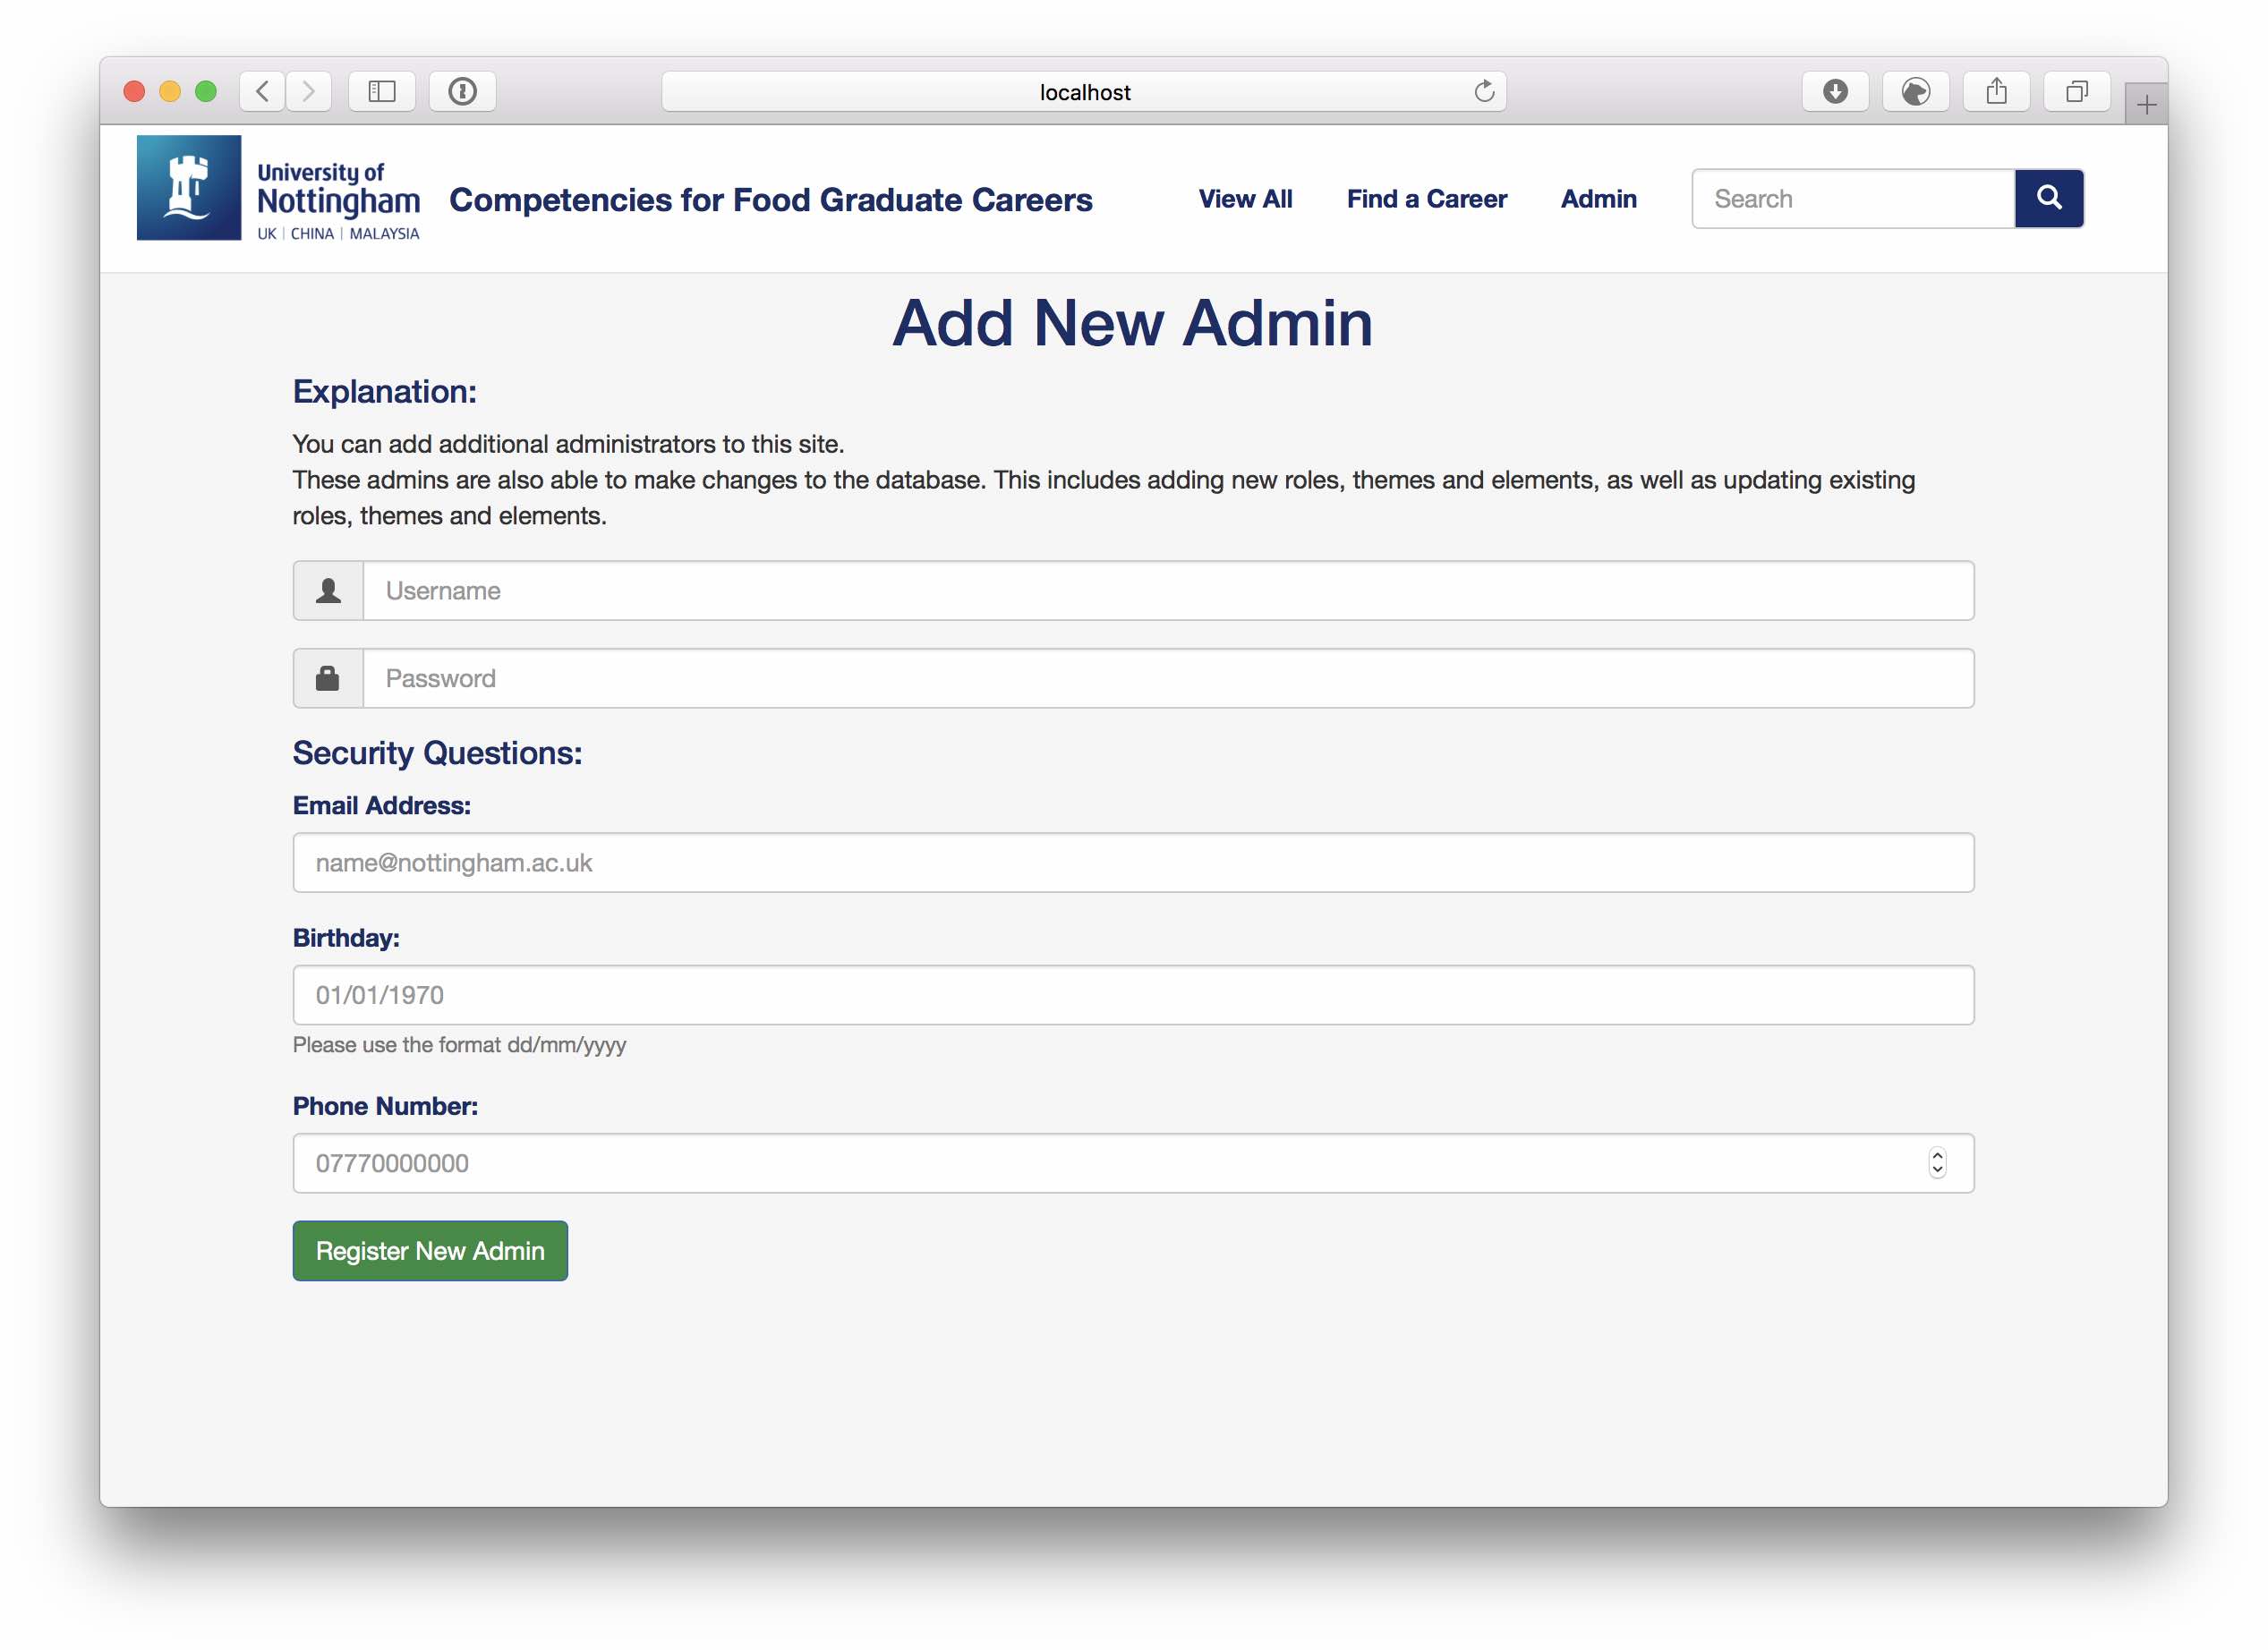 localhost
University of
Nottingham
UK | CHINA | MALAYSIA
Competencies for Food Graduate Careers
View All
Find a Career
Admin
Search
Add New Admin
Explanation:
You can add additional administrators to this site.
These admins are also able to make changes to the database. This includes adding new roles, themes and elements, as well as updating existing
roles, themes and elements.
Username
Password
Security Questions:
Email Address:
name@nottingham.ac.uk
Birthday:
01/01/1970
Please use the format dd/mm/yyyy
Phone Number:
07770000000
Register New Admin